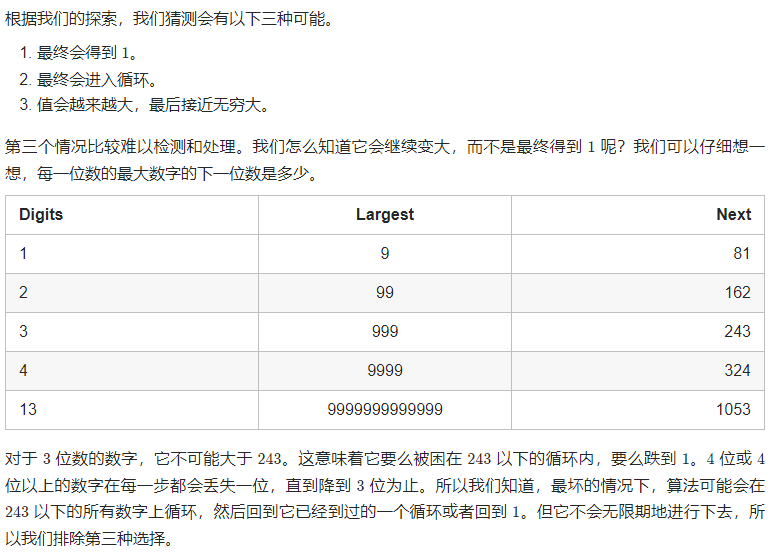 根据我们的探索，我们猜测会有以下三种可能。
1. 最终会得到 1。
2. 最终会进入循环。
3. 值会越来越大，最后接近无穷大。
第三个情况比较难以检测和处理。我们怎么知道它会继续变大，而不是最终得到 1 呢？我们可以仔细想一
想，每一位数的最大数字的下一位数是多少。
Digits Largest Next
1 9 81
2 99 162
3 999 243
4 9999 324
13 9999999999999 1053
对于 3 位数的数字，它不可能大于 243。这意味着它要么被困在 243 以下的循环内，要么跌到 1。4 位或 4
位以上的数字在每一步都会丢失一位，直到降到 3 位为止。所以我们知道，最坏的情况下，算法可能会在
243 以下的所有数字上循环，然后回到它已经到过的一个循环或者回到 1。但它不会无限期地进行下去，所
以我们排除第三种选择。